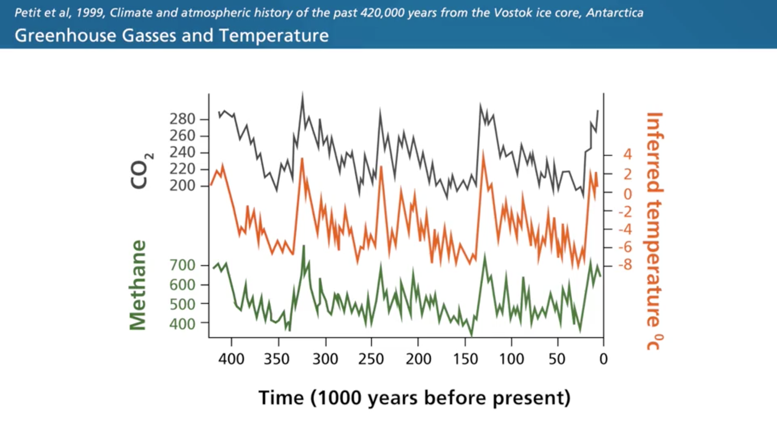 Petit et al, 1999, Climate and atmospheric history of the past 420,000 years from the Vostok ice core, Antarctica
Greenhouse Gasses and Temperature
CO2
280
260
240
220
200
Methane
700
600
500
400
4
2
0
-2
-4
-6
-8
Inferred temperature ⁰c
400 350 300 250 200 150 100 50 0
Time (1000 years before present)